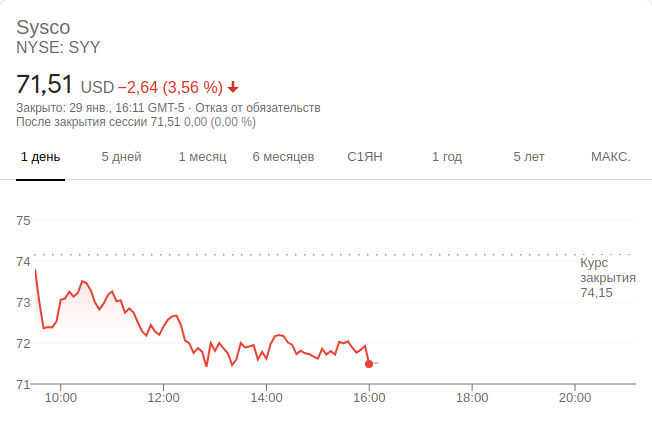 Sysco
NYSE: SYY
71,51 USD −2,64 (3,56 %)
Закрыто: 29 янв., 16:11 GMT-5 · Отказ от обязательств
После закрытия сессии 71,51 0,00 (0,00 %)
1 день 5 дней 1 месяц 6 месяцев С1ЯН 1 год 5 лет МАКС.
75
74
73
72
71
Курс
закрытия
74,15
10:00 12:00 14:00 16:00 18:00 20:00